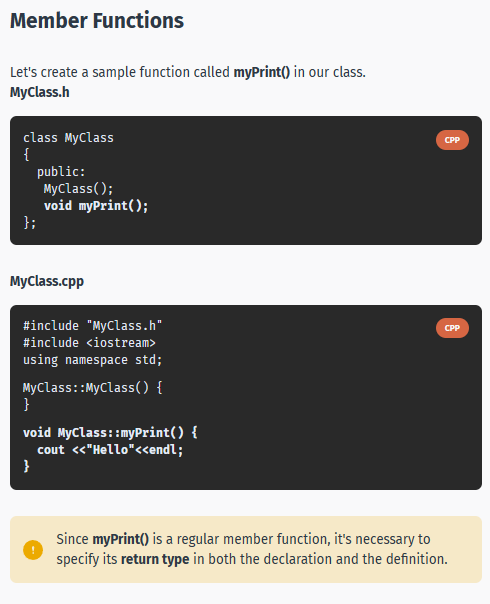 Member Functions
Let's create a sample function called myPrint() in our class.
MyClass.h
class MyClass
CPP
{
  public:
   MyClass();
   void myPrint();
};
MyClass.cpp
#include "MyClass.h"
CPP
#include <iostream>
using namespace std;
MyClass::MyClass() {
}
void MyClass::myPrint() {
  cout <<"Hello"<<endl;
}
! Since myPrint() is a regular member function, it's necessary to
specify its return type in both the declaration and the definition.